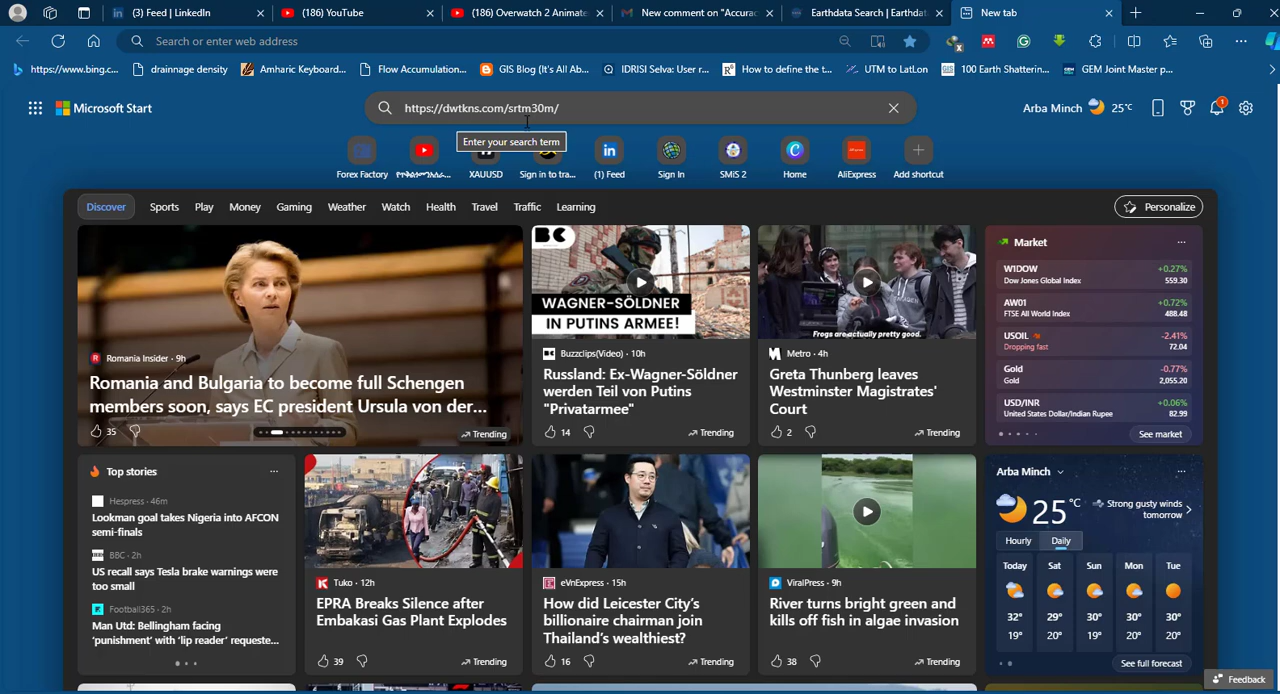 (3) Feed | LinkedIn
(186) YouTube
(186) Overwatch 2 Animate
New comment on "Accurac
Earthdata Search | Earthdat
New tab
Search or enter web address
https://www.bing.c...
drainnage density
Amharic Keyboard...
Flow Accumulation...
GIS Blog (It's All Ab...
IDRISI Selva: User r...
How to define the t...
UTM to LatLon
100 Earth Shatterin...
GEM Joint Master p...
Microsoft Start
https://dwtkns.com/srtm30m/
Arba Minch
25°C
1
Enter your search term
Forex Factory
XAUUSD
Sign in to tra...
(1) Feed
Sign In
SMiS 2
Home
AliExpress
Add shortcut
Discover
Sports
Play
Money
Gaming
Weather
Watch
Health
Travel
Traffic
Learning
Personalize
Romania Insider · 9h
Romania and Bulgaria to become full Schengen
members soon, says EC president Ursula von der...
35
Trending
WAGNER-SÖLDNER
IN PUTINS ARMEE!
Buzzclips(Video) · 10h
Russland: Ex-Wagner-Söldner
werden Teil von Putins
"Privatarmee"
14
Trending
Frogs are actually pretty good.
Metro · 4h
Greta Thunberg leaves
Westminster Magistrates'
Court
2
Trending
Market
W1DOW
+0.27%
Dow Jones Global Index
559.30
AW01
+0.72%
FTSE All World Index
488.48
USOIL
-2.41%
Dropping fast
72.04
Gold
-0.77%
Gold
2,055.20
USD/INR
+0.06%
United States Dollar/Indian Rupee
82.99
See market
Top stories
Hespress · 46m
Lookman goal takes Nigeria into AFCON
semi-finals
BBC · 2h
US recall says Tesla brake warnings were
too small
Football365 · 2h
Man Utd: Bellingham facing
'punishment' with 'lip reader' requeste...
Tuko · 12h
EPRA Breaks Silence after
Embakasi Gas Plant Explodes
39
Trending
eVnExpress · 15h
How did Leicester City's
billionaire chairman join
Thailand's wealthiest?
16
Trending
ViralPress · 9h
River turns bright green and
kills off fish in algae invasion
38
Trending
Arba Minch
25°C
Strong gusty winds
tomorrow
Hourly
Daily
Today
Sat
Sun
Mon
Tue
32°
29°
30°
30°
30°
19°
20°
19°
20°
20°
See full forecast
Feedback